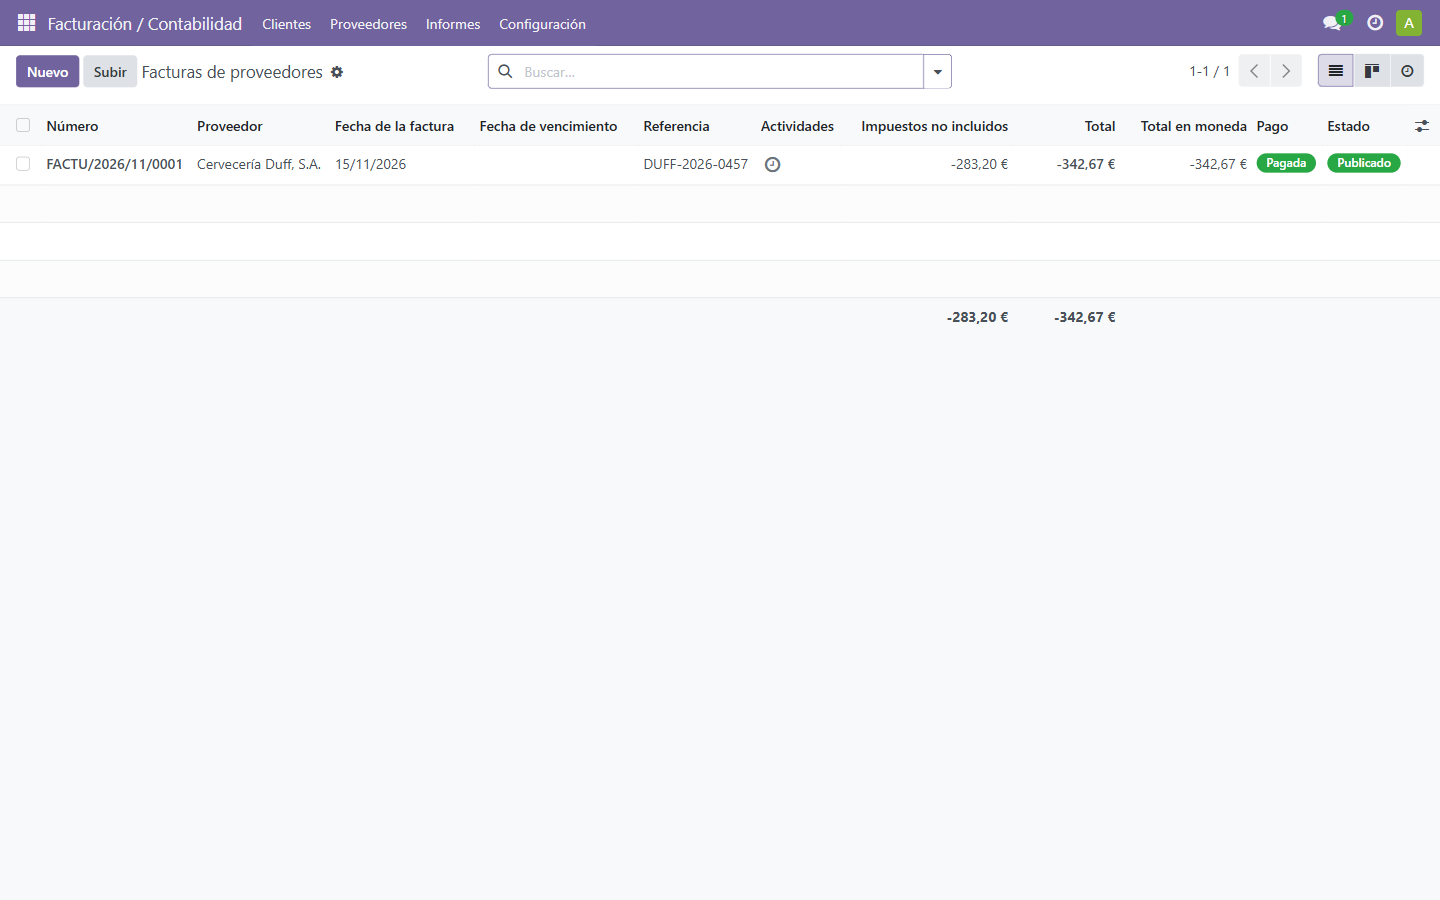 Facturación / Contabilidad Clientes Proveedores Informes Configuración 1 A
Nuevo Subir Facturas de proveedores Buscar... 1-1 / 1
Número Proveedor Fecha de la factura Fecha de vencimiento Referencia Actividades Impuestos no incluidos Total Total en moneda Pago Estado
FACTU/2026/11/0001 Cervecería Duff, S.A. 15/11/2026 DUFF-2026-0457 -283,20 € -342,67 € -342,67 € Pagada Publicado
-283,20 € -342,67 €